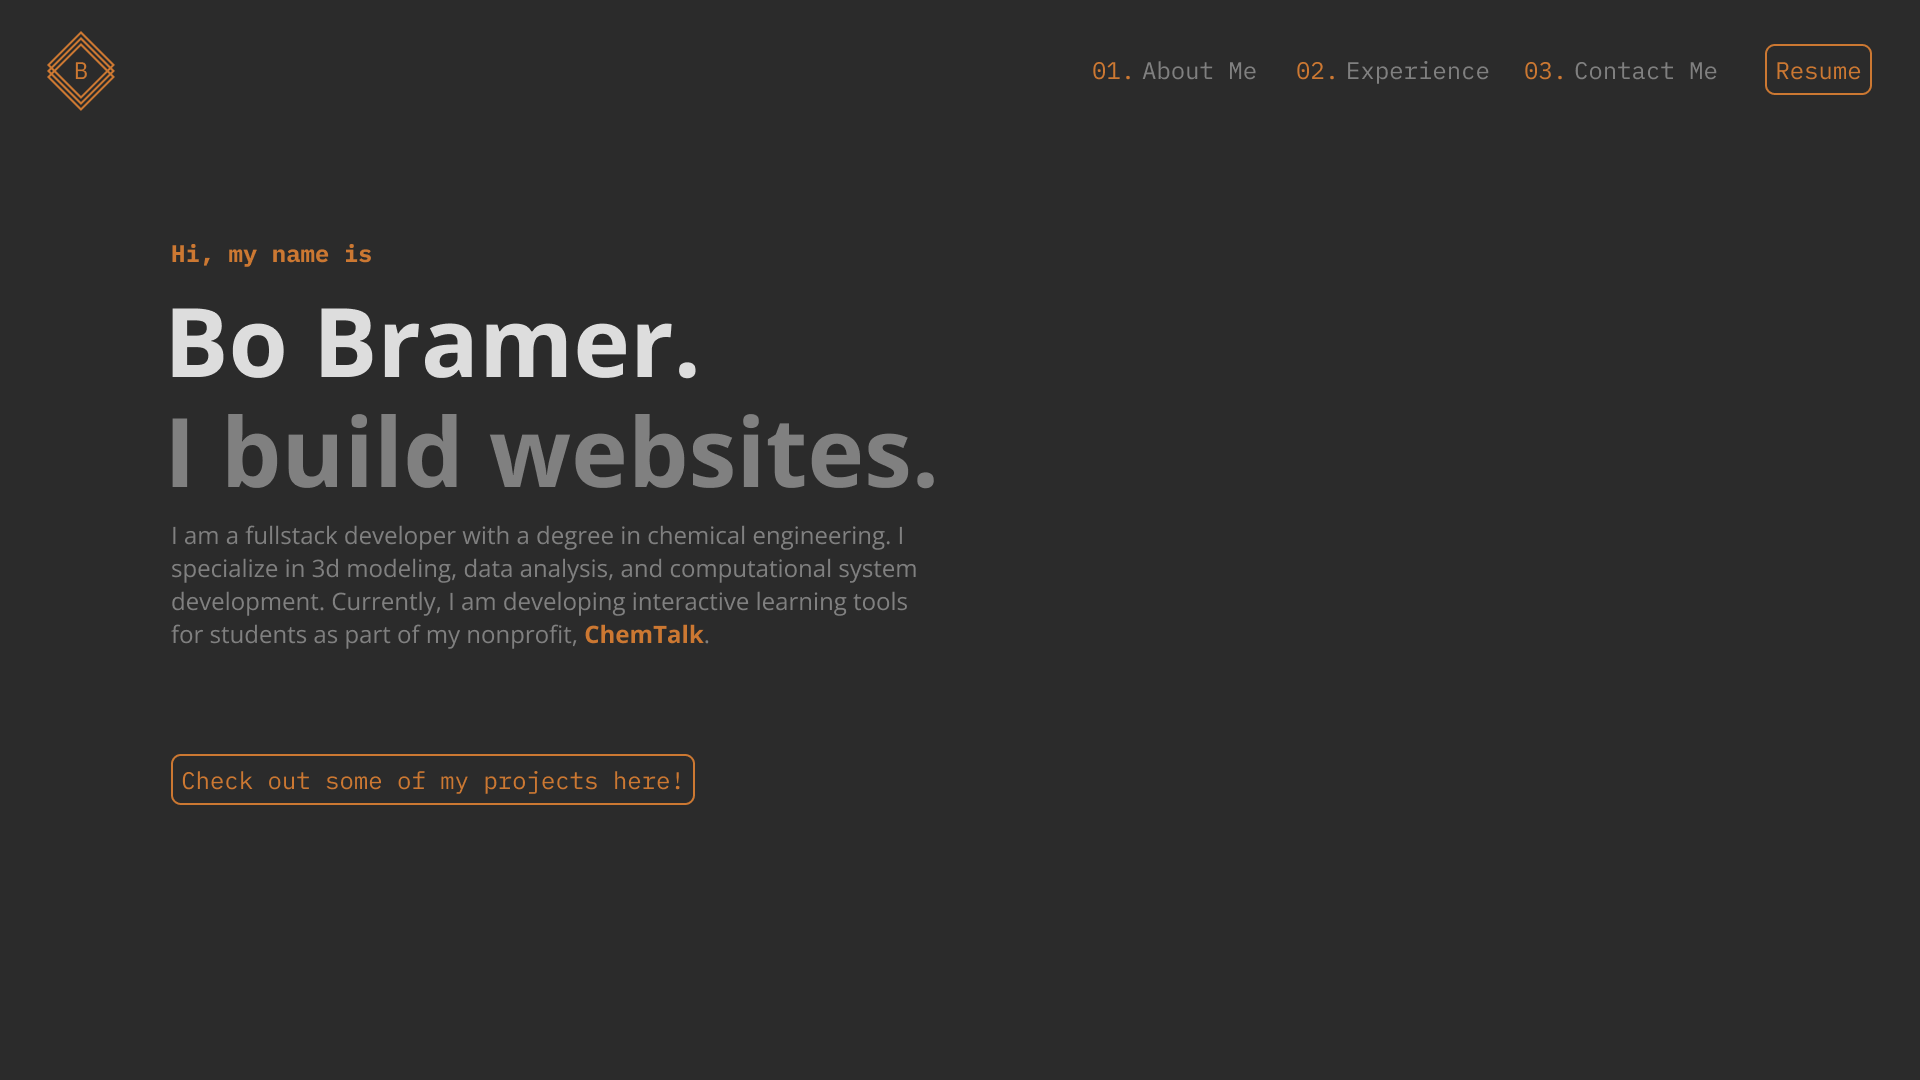 B
01. About Me 02. Experience 03. Contact Me Resume
Hi, my name is
Bo Bramer.
I build websites.
I am a fullstack developer with a degree in chemical engineering. I
specialize in 3d modeling, data analysis, and computational system
development. Currently, I am developing interactive learning tools
for students as part of my nonprofit, ChemTalk.
Check out some of my projects here!